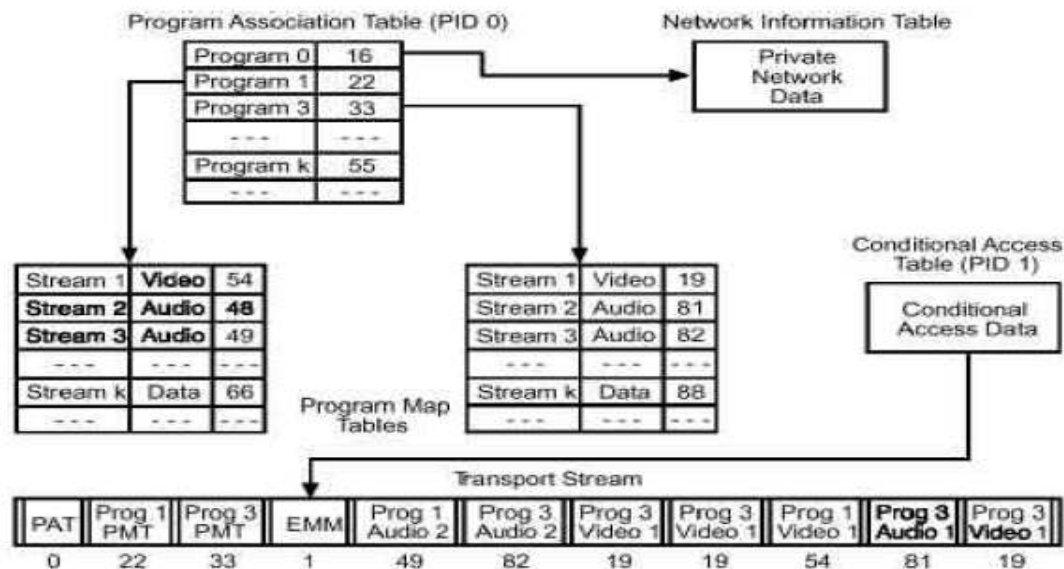 Program Association Table (PID 0)
Network Information Table
Program 0 16
Program 1 22
Program 3 33
--- ---
Program k 55
--- ---
Private
Network
Data
Conditional Access
Table (PID 1)
Conditional
Access Data
Stream 1 Video 54
Stream 2 Audio 48
Stream 3 Audio 49
--- --- ---
Stream k Data 66
--- --- ---
Stream 1 Video 19
Stream 2 Audio 81
Stream 3 Audio 82
--- --- ---
Stream k Data 88
--- --- ---
Program Map
Tables
Transport Stream
PAT
Prog 1
PMT
Prog 3
PMT
EMM
Prog 1
Audio 2
Prog 3
Audio 2
Prog 3
Video 1
Prog 3
Video 1
Prog 1
Video 1
Prog 3
Audio 1
Prog 3
Video 1
0 22 33 1 49 82 19 19 54 81 19